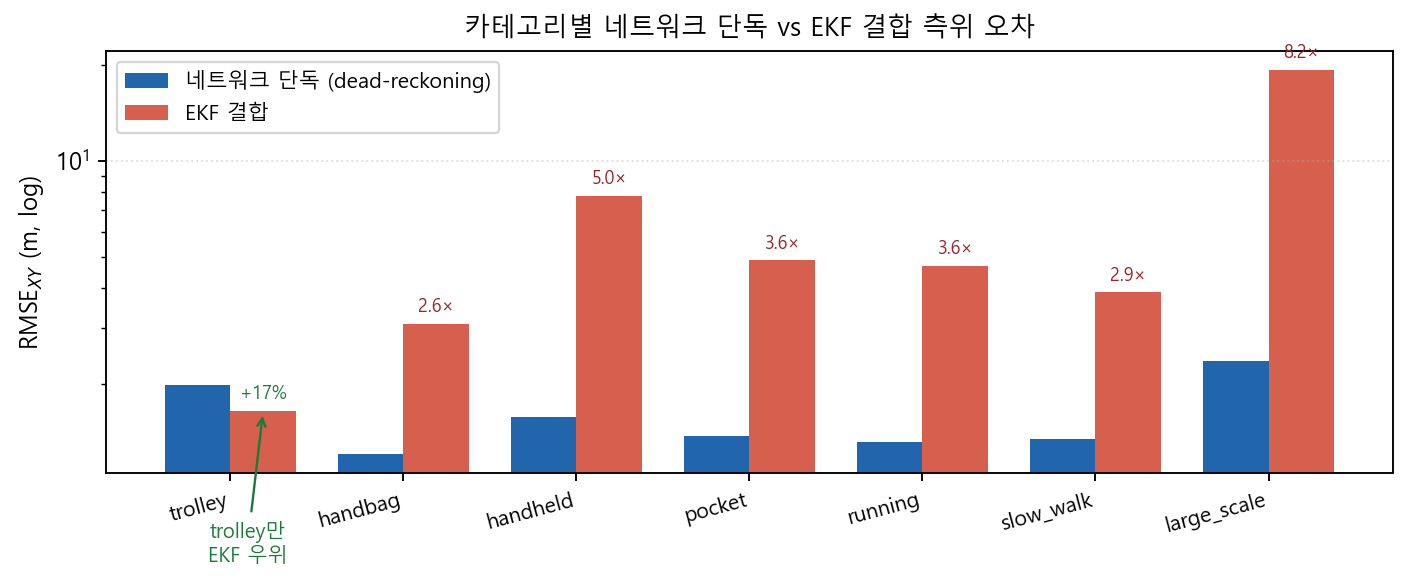 카테고리별 네트워크 단독 vs EKF 결합 측위 오차
네트워크 단독 (dead-reckoning)
EKF 결합
RMSE_XY (m, log)
10¹
+17%
2.6×
5.0×
3.6×
3.6×
2.9×
8.2×
trolley
handbag
handheld
pocket
running
slow_walk
large_scale
trolley만
EKF 우위